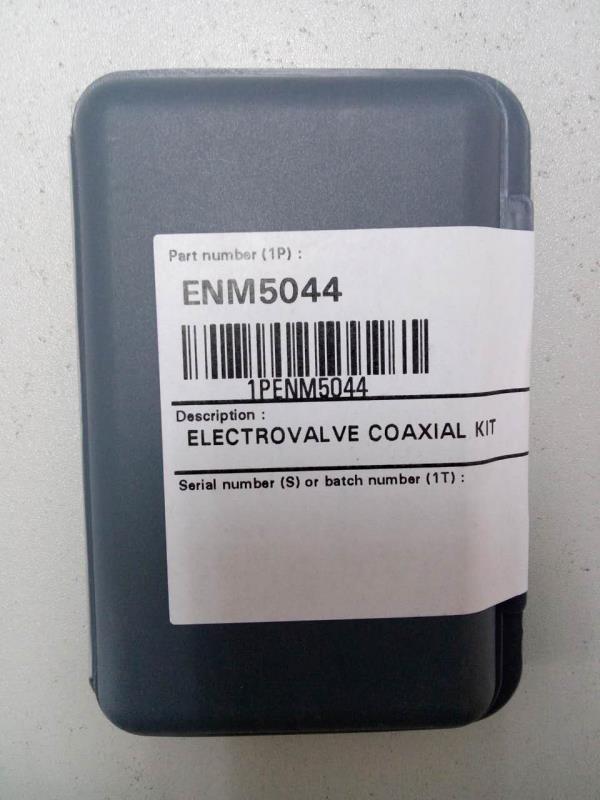 Part number (1P) :
ENM5044
1PENM5044
Description :
ELECTROVALVE COAXIAL KIT
Serial number (S) or batch number (1T) :